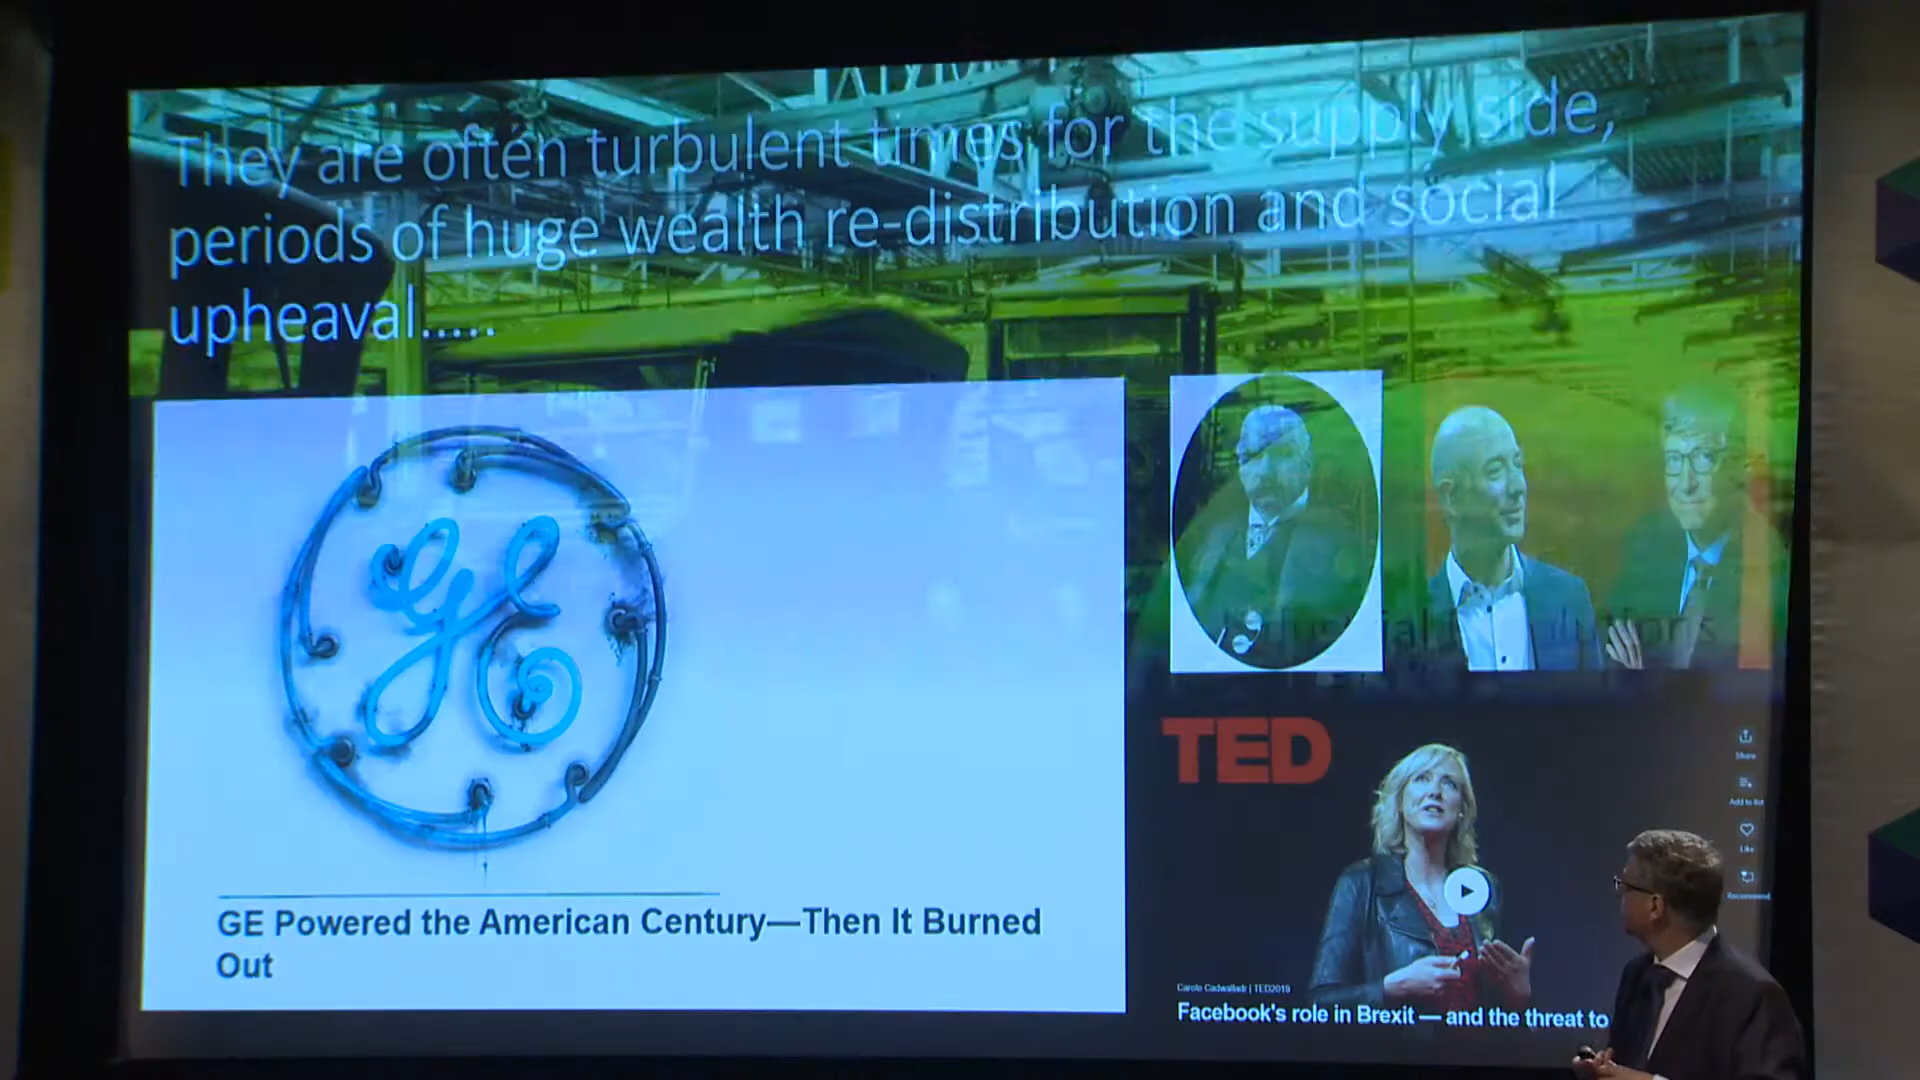 They are often turbulent times for the supply side,
periods of huge wealth re-distribution and social
upheaval.....
GE
GE Powered the American Century—Then It Burned
Out
TED
Share
Add to list
Like
Recommend
Carole Cadwalladr | TED2019
Facebook's role in Brexit — and the threat to